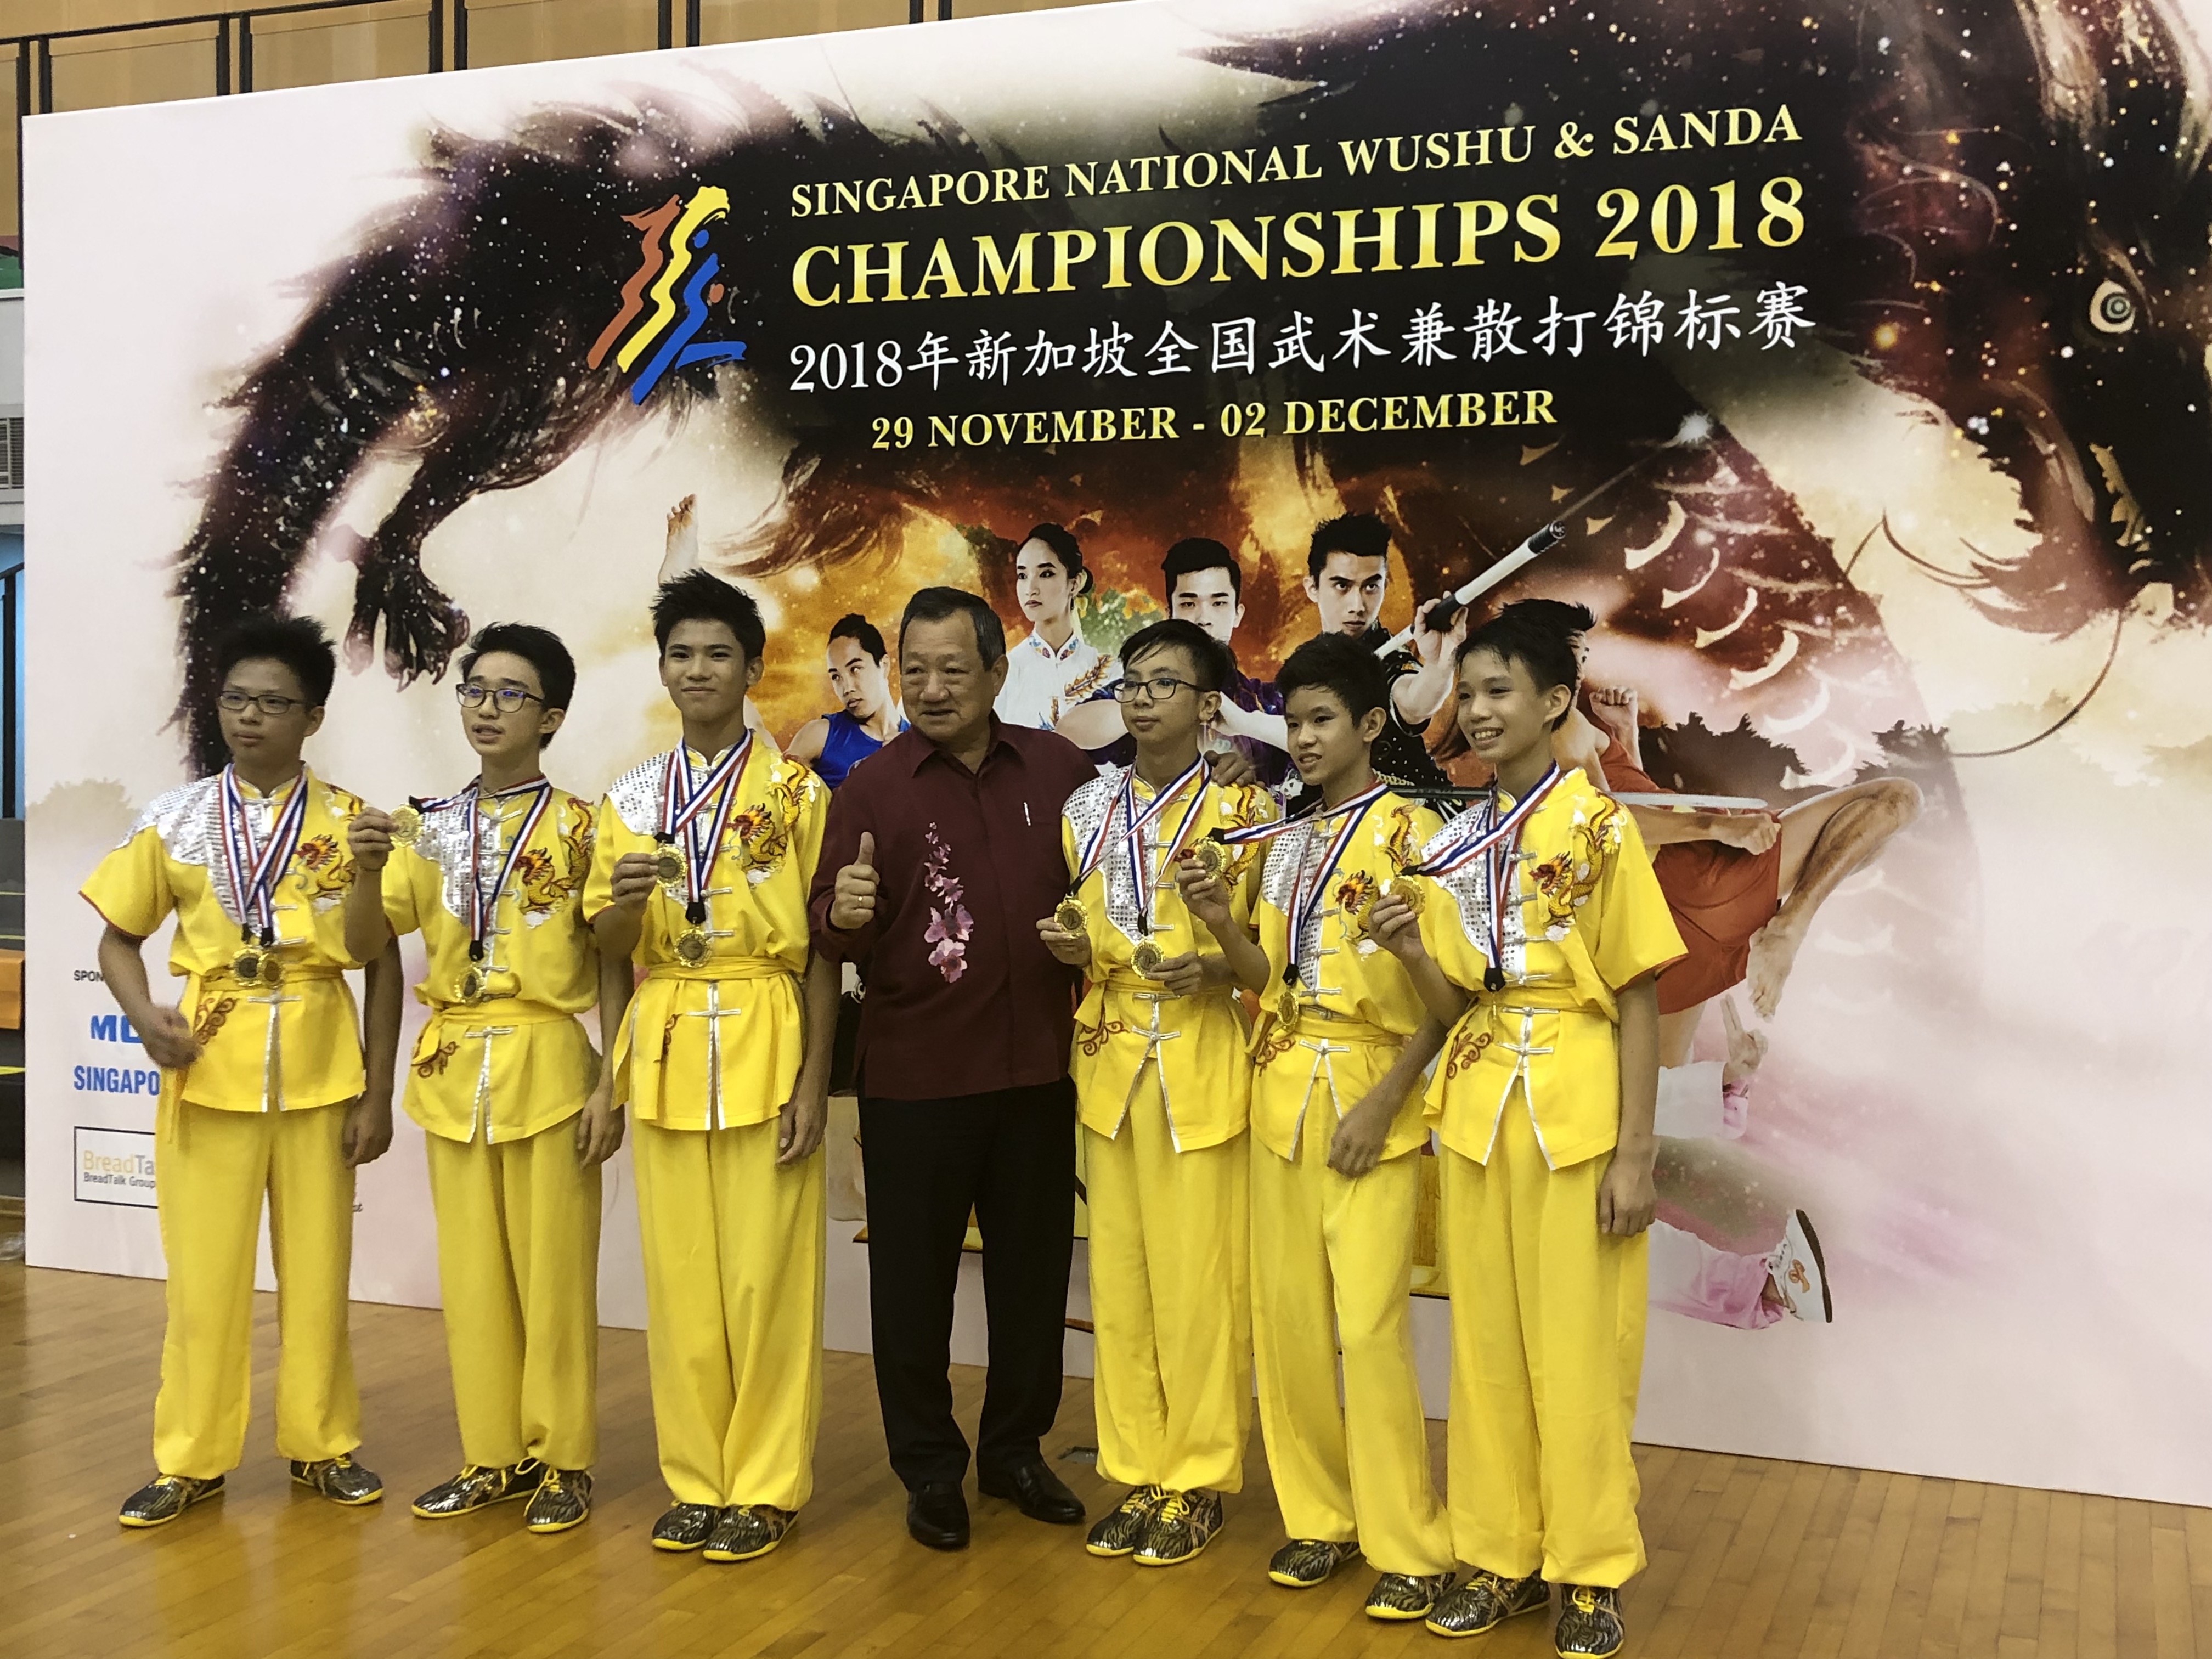 SINGAPORE NATIONAL WUSHU & SANDA
CHAMPIONSHIPS 2018
2018年新加坡全国武术兼散打锦标赛
29 NOVEMBER - 02 DECEMBER
SPON
SINGAPO
BreadTa
BreadTalk Group